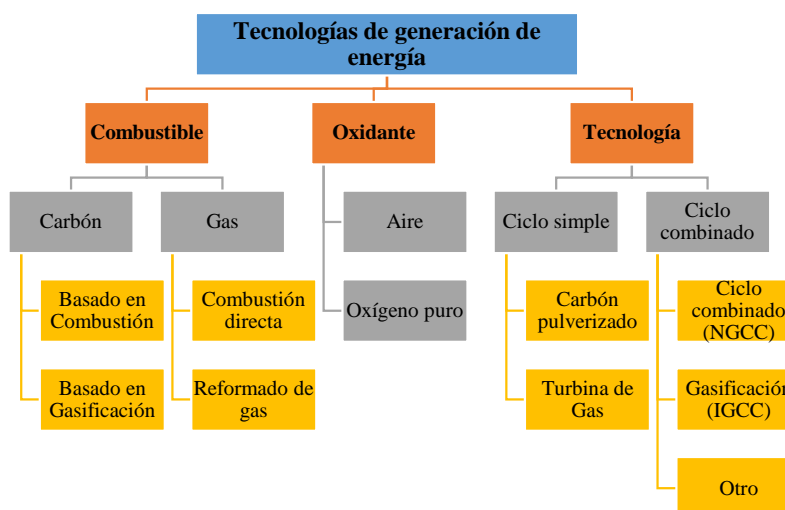 Tecnologías de generación de
energía
Combustible
Oxidante
Tecnología
Carbón
Gas
Aire
Ciclo simple
Ciclo
combinado
Basado en
Combustión
Combustión
directa
Oxígeno puro
Carbón
pulverizado
Ciclo
combinado
(NGCC)
Basado en
Gasificación
Reformado de
gas
Turbina de
Gas
Gasificación
(IGCC)
Otro